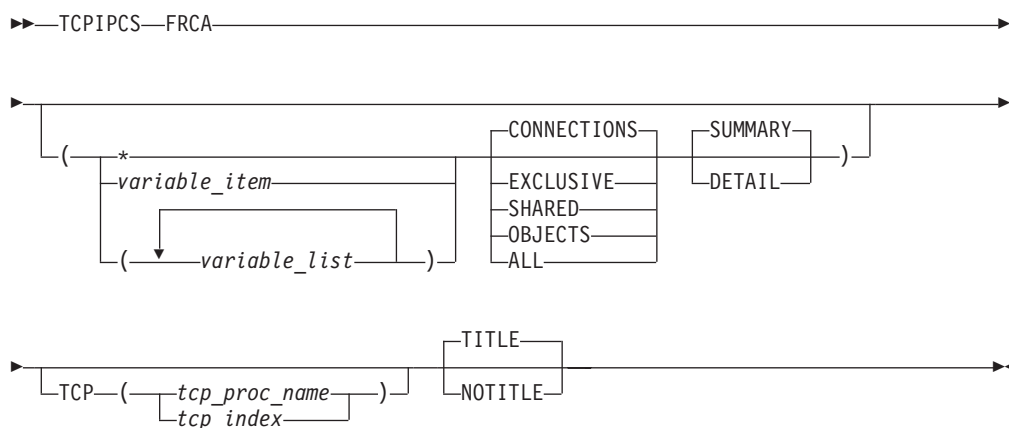 TCPIPCS FRCA
CONNECTIONS SUMMARY
( * EXCLUSIVE DETAIL )
variable_item SHARED
OBJECTS
( variable_list ) ALL
TITLE
TCP ( tcp_proc_name ) NOTITLE
tcp_index